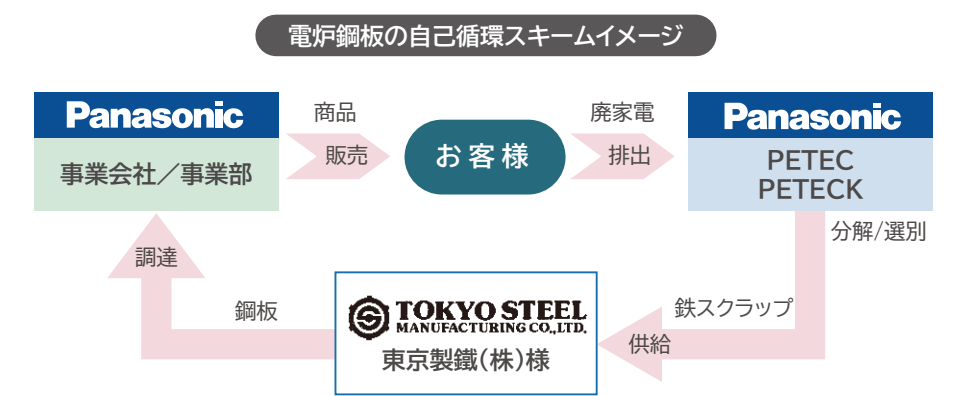 電炉鋼板の自己循環スキームイメージ
Panasonic
事業会社／事業部
商品
販売
お客様
廃家電
排出
Panasonic
PETEC
PETECK
分解/選別
鉄スクラップ
供給
TOKYO STEEL
MANUFACTURING CO.,LTD.
東京製鐵(株)様
鋼板
調達